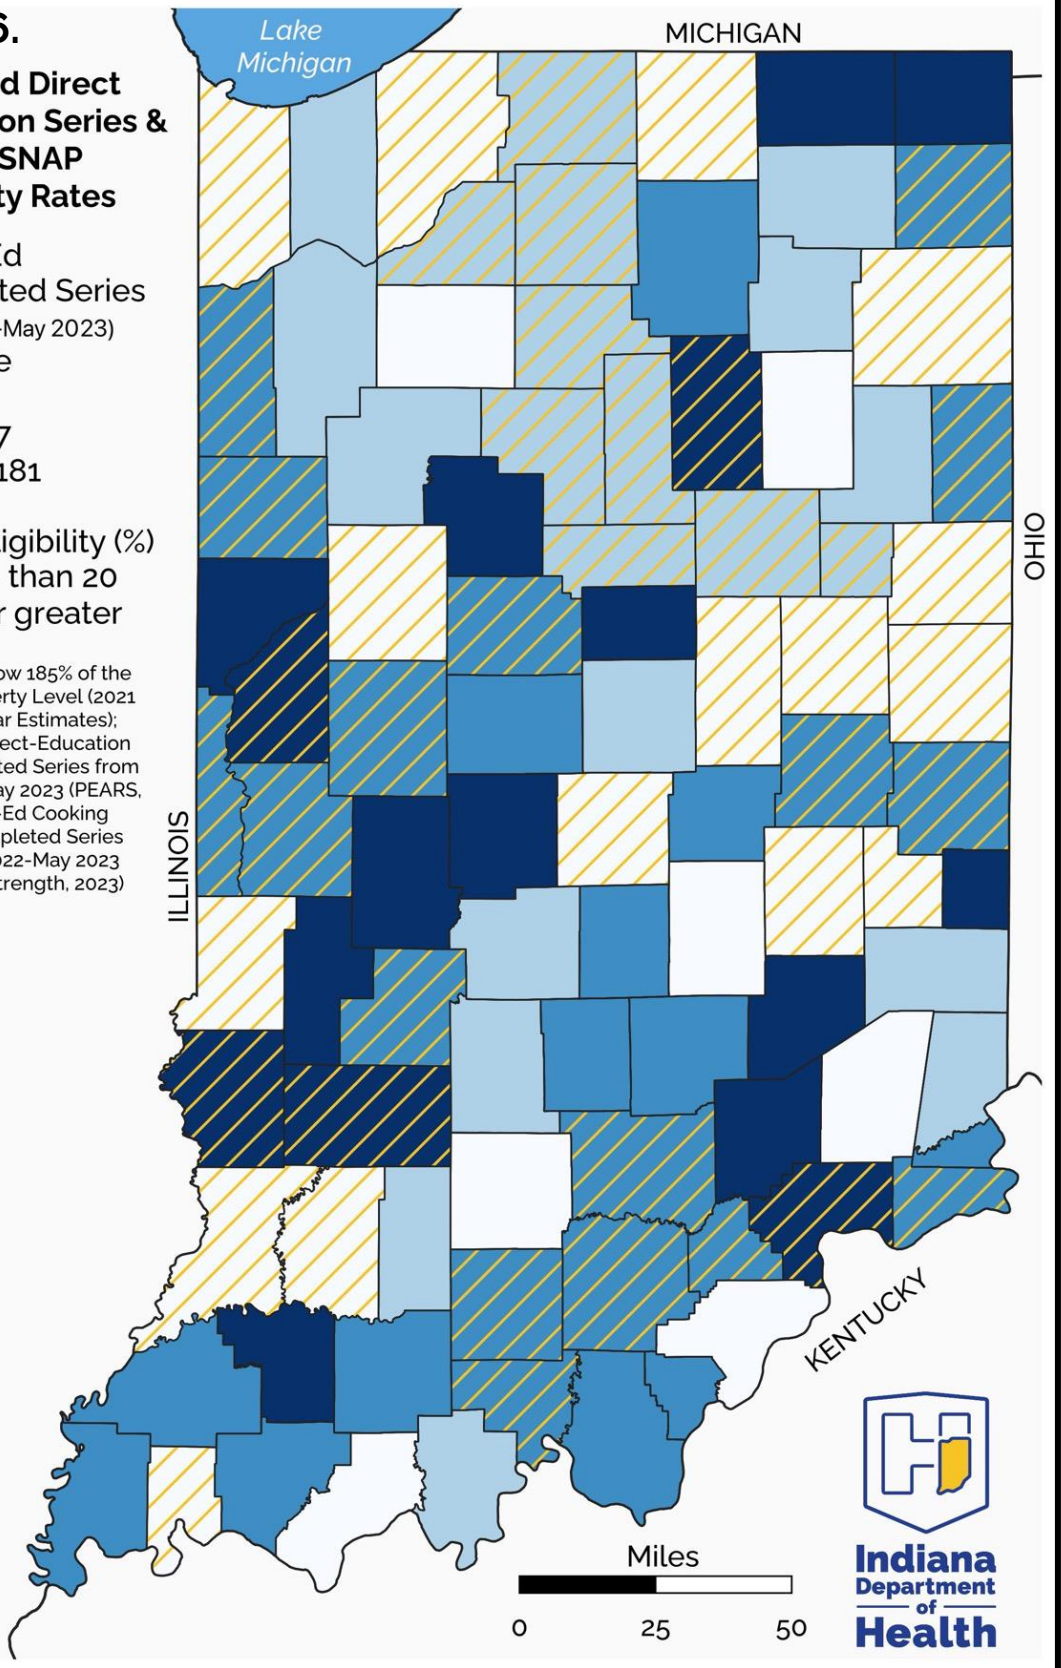 6.
d Direct
on Series &
SNAP
ty Rates
Ed
ted Series
-May 2023)
e
7
181
igibility (%)
than 20
r greater
ow 185% of the
erty Level (2021
ar Estimates);
ect-Education
ted Series from
ay 2023 (PEARS,
-Ed Cooking
pleted Series
022-May 2023
trength, 2023)
Lake
Michigan
MICHIGAN
OHIO
ILLINOIS
KENTUCKY
Miles
0 25 50
Indiana
Department
of
Health